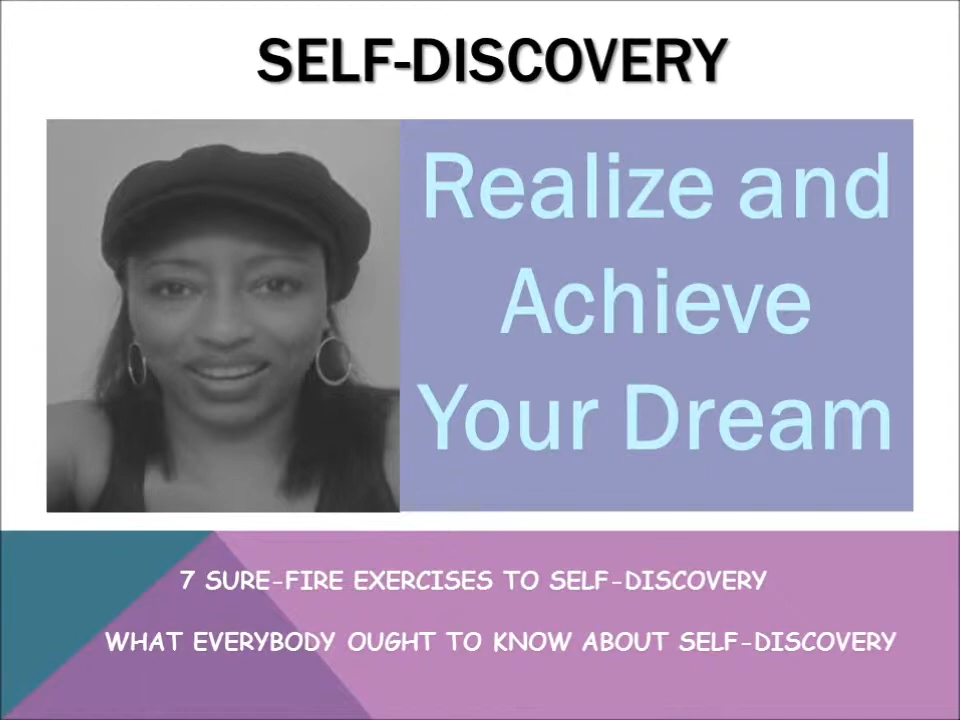 SELF-DISCOVERY
Realize and
Achieve
Your Dream
7 SURE-FIRE EXERCISES TO SELF-DISCOVERY
WHAT EVERYBODY OUGHT TO KNOW ABOUT SELF-DISCOVERY